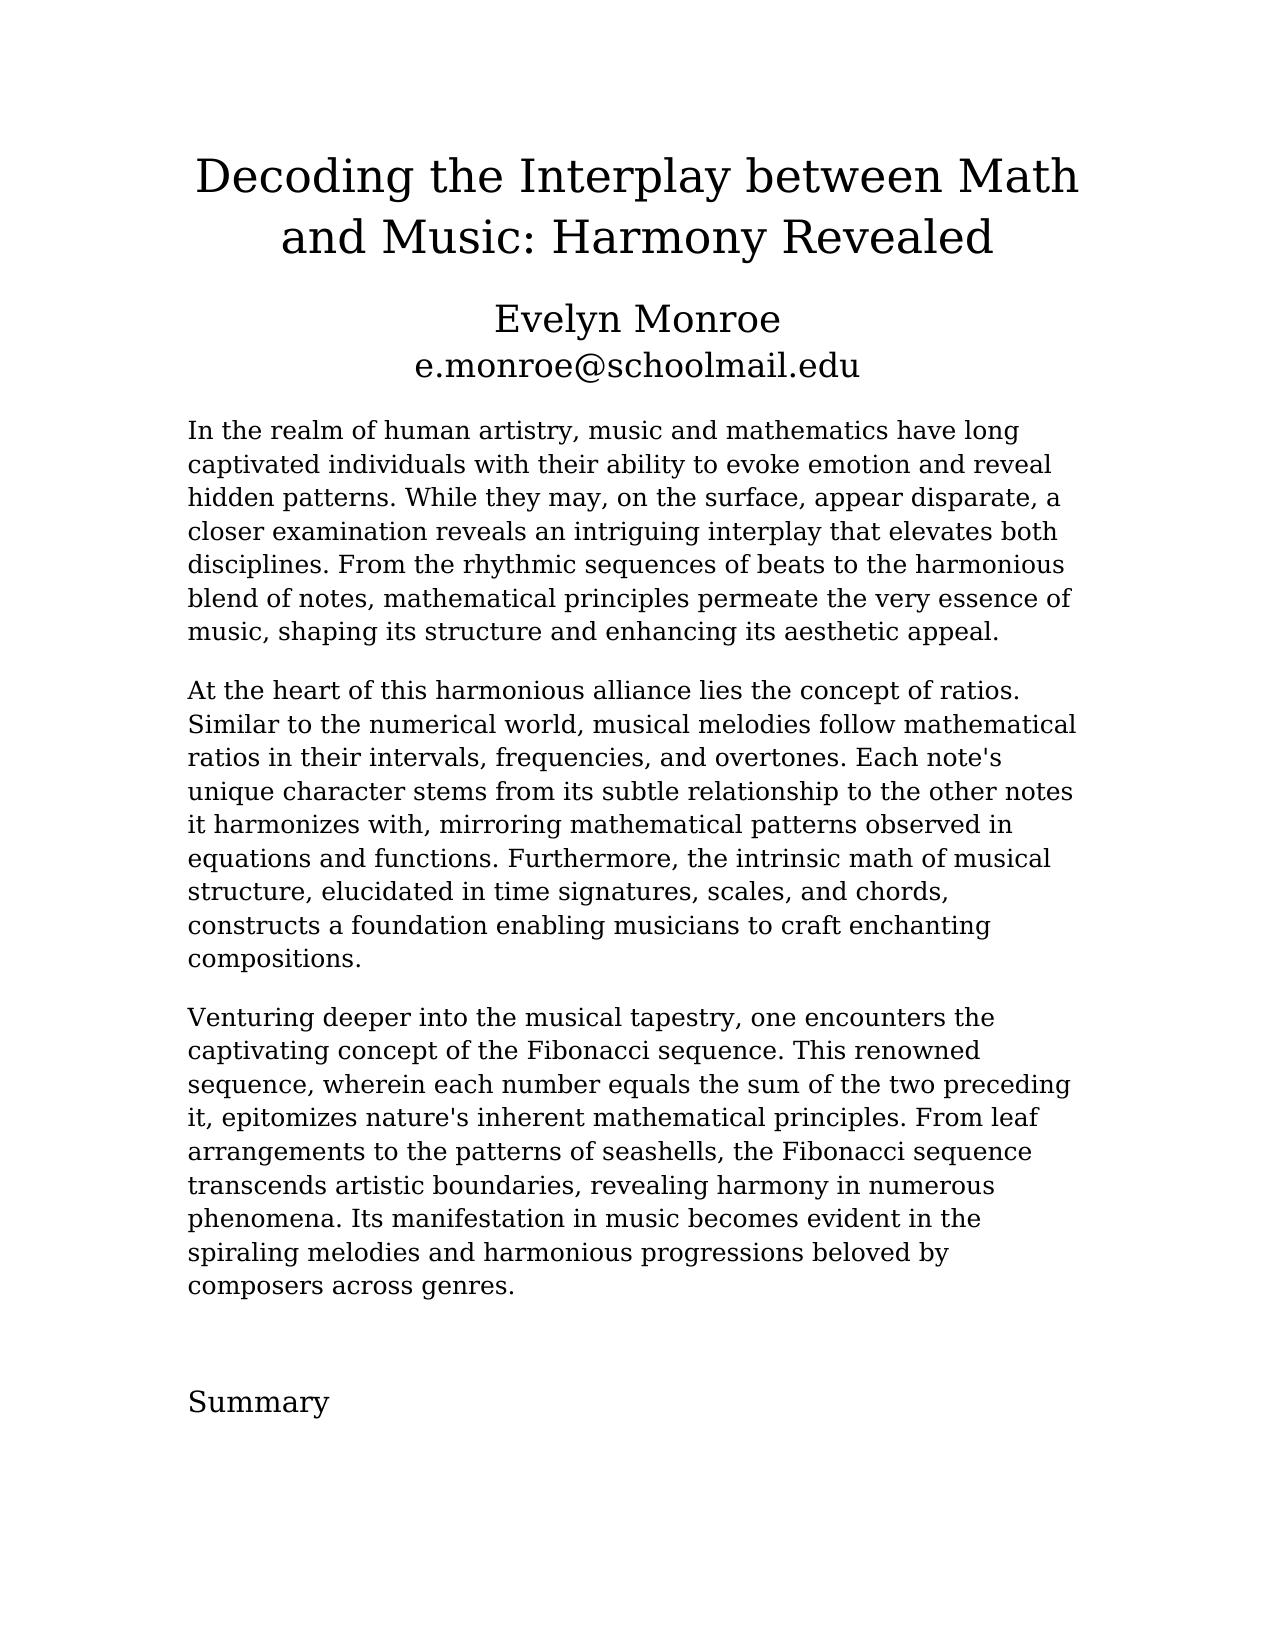 Decoding the Interplay between Math
and Music: Harmony Revealed
Evelyn Monroe
e.monroe@schoolmail.edu
In the realm of human artistry, music and mathematics have long
captivated individuals with their ability to evoke emotion and reveal
hidden patterns. While they may, on the surface, appear disparate, a
closer examination reveals an intriguing interplay that elevates both
disciplines. From the rhythmic sequences of beats to the harmonious
blend of notes, mathematical principles permeate the very essence of
music, shaping its structure and enhancing its aesthetic appeal.
At the heart of this harmonious alliance lies the concept of ratios.
Similar to the numerical world, musical melodies follow mathematical
ratios in their intervals, frequencies, and overtones. Each note's
unique character stems from its subtle relationship to the other notes
it harmonizes with, mirroring mathematical patterns observed in
equations and functions. Furthermore, the intrinsic math of musical
structure, elucidated in time signatures, scales, and chords,
constructs a foundation enabling musicians to craft enchanting
compositions.
Venturing deeper into the musical tapestry, one encounters the
captivating concept of the Fibonacci sequence. This renowned
sequence, wherein each number equals the sum of the two preceding
it, epitomizes nature's inherent mathematical principles. From leaf
arrangements to the patterns of seashells, the Fibonacci sequence
transcends artistic boundaries, revealing harmony in numerous
phenomena. Its manifestation in music becomes evident in the
spiraling melodies and harmonious progressions beloved by
composers across genres.
Summary